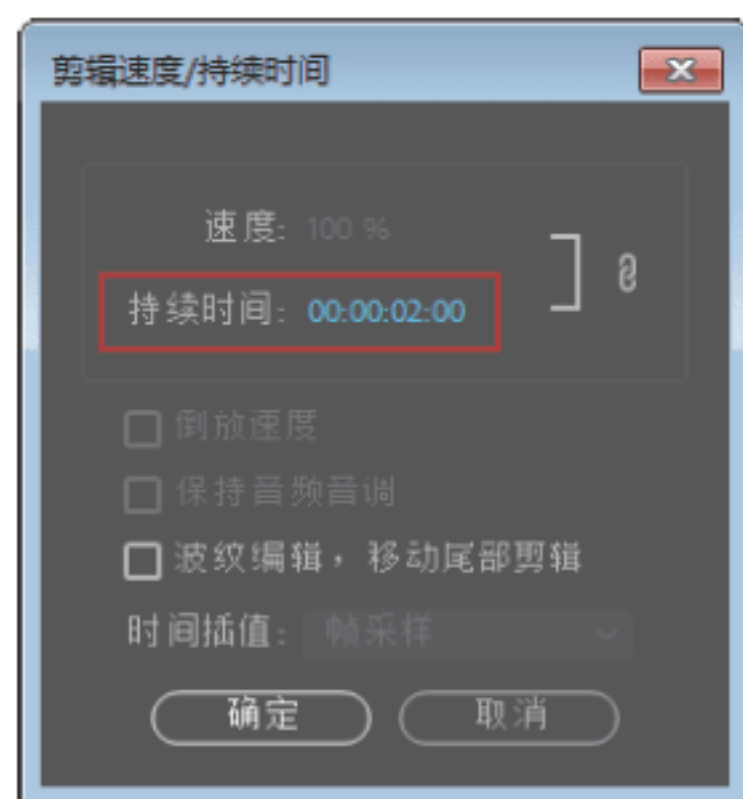 剪辑速度/持续时间
速度: 100 %
持续时间: 00:00:02:00
倒放速度
保持音频音调
波纹编辑，移动尾部剪辑
时间插值: 帧采样
确定 取消